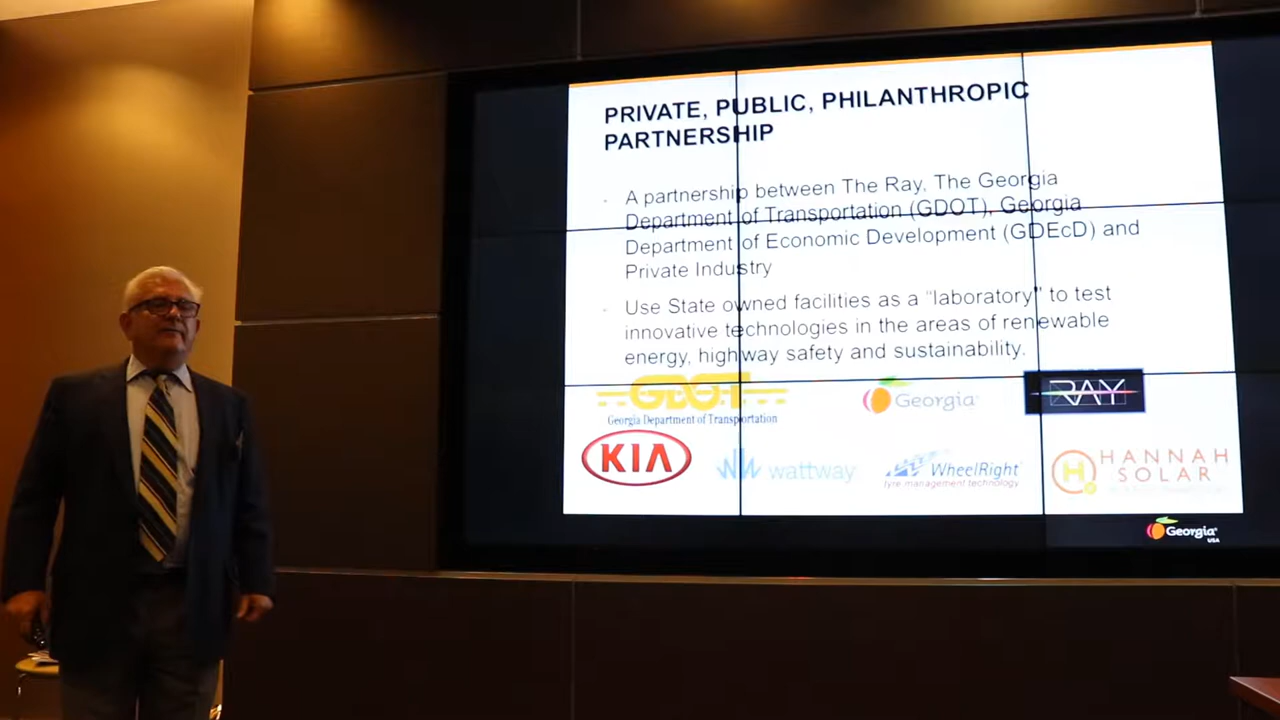 PRIVATE, PUBLIC, PHILANTHROPIC
PARTNERSHIP
A partnership between The Ray, The Georgia
Department of Transportation (GDOT), Georgia
Department of Economic Development (GDEcD) and
Private Industry
Use State owned facilities as a “laboratory” to test
innovative technologies in the areas of renewable
energy, highway safety and sustainability.
GDOT
Georgia Department of Transportation
Georgia
RAY
KIA
wattway
WheelRight
tyre management technology
HANNAH
SOLAR
H
Georgia
USA